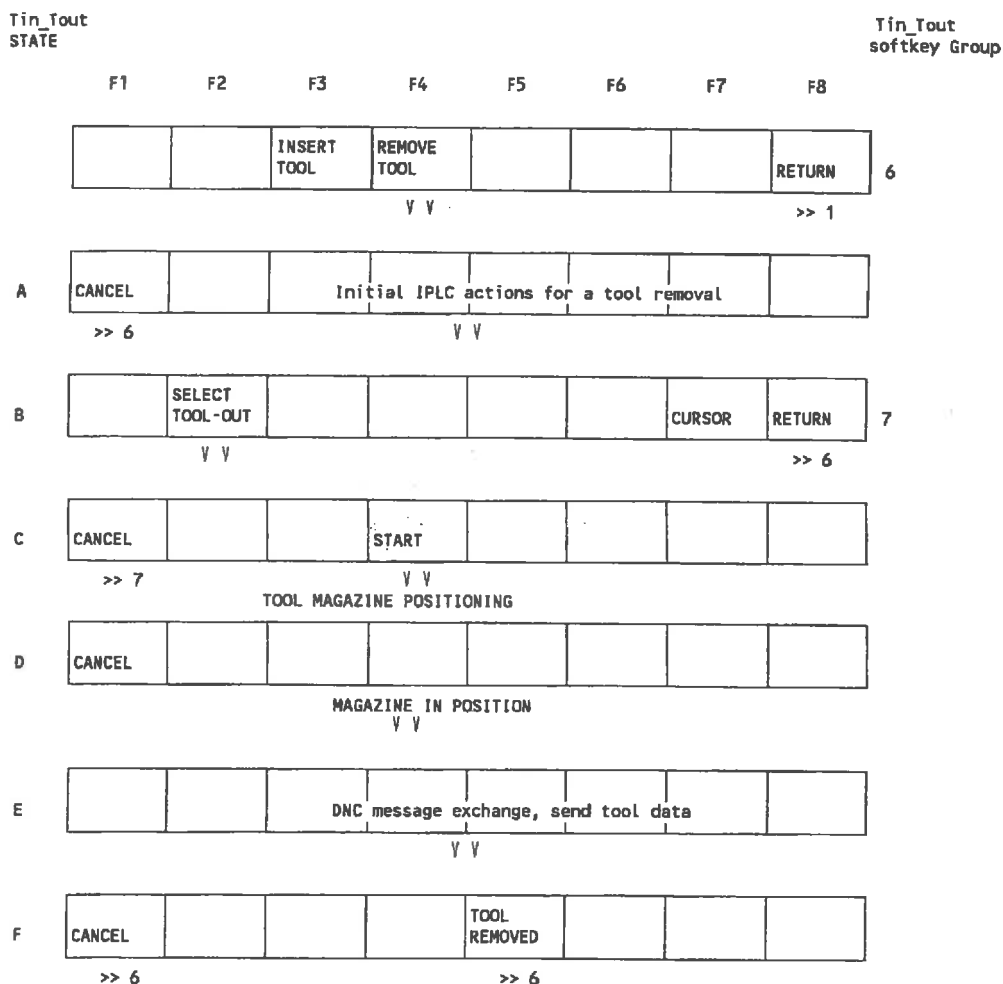 Tin_Tout
STATE
Tin_Tout
softkey Group
F1 F2 F3 F4 F5 F6 F7 F8
INSERT TOOL
REMOVE TOOL
RETURN
6
V V
>> 1
A
CANCEL
Initial IPLC actions for a tool removal
>> 6
V V
B
SELECT TOOL-OUT
CURSOR
RETURN
7
V V
>> 6
C
CANCEL
START
>> 7
V V
TOOL MAGAZINE POSITIONING
D
CANCEL
MAGAZINE IN POSITION
V V
E
DNC message exchange, send tool data
V V
F
CANCEL
TOOL REMOVED
>> 6
>> 6